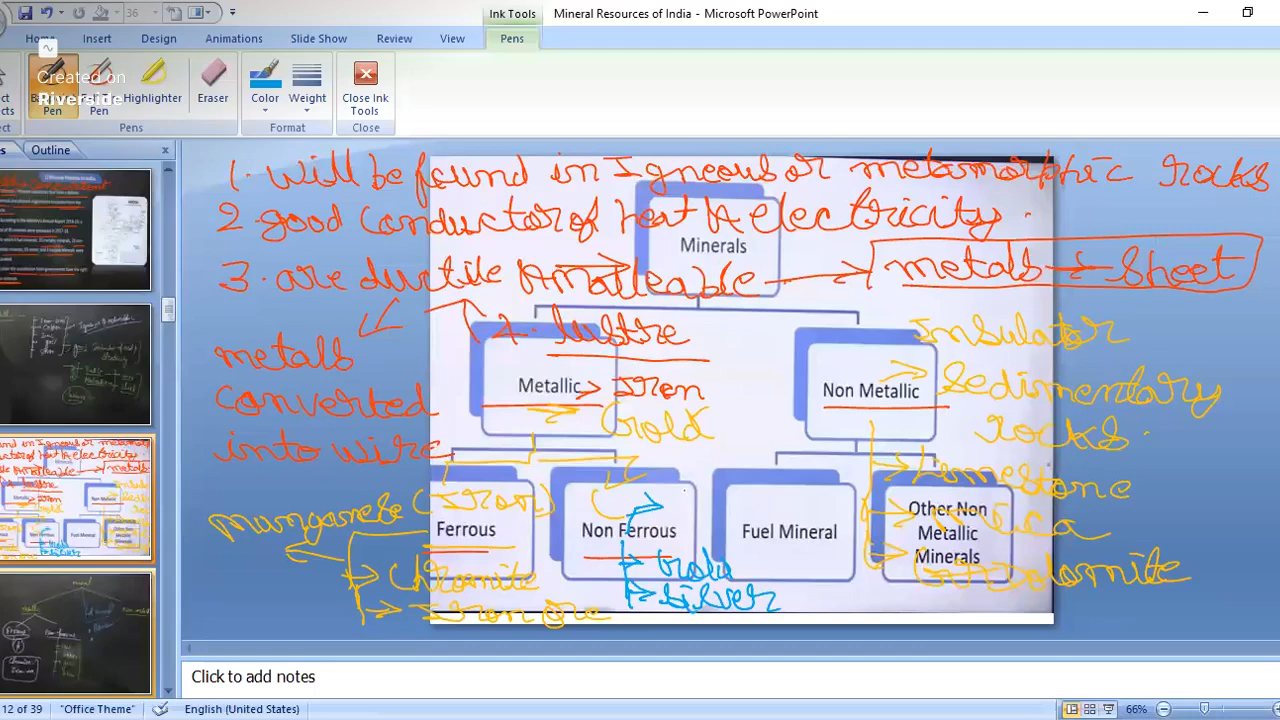 36
Ink Tools
Mineral Resources of India - Microsoft PowerPoint
Home Insert Design Animations Slide Show Review View Pens
Created on
Riverside
Pen Pen Highlighter Eraser Color Weight Close Ink Tools
Pens Format Close
Outline
1. will be found in Igneous or metamorphic rocks
2. good conductor of heat & electricity.
Minerals
3. are ductile & malleable → metals → Sheet
4. lustre
Insulator
metals
converted
into wire
Metallic
Iron
Gold
Non Metallic
Sedimentary
rocks.
Limestone
manganese (Iron)
Ferrous
Non Ferrous
Fuel Mineral
Other Non
Metallic
Minerals
mica
Dolomite
Chromite
Iron ore
Gold
Silver
Click to add notes
12 of 39 "Office Theme" English (United States) 66%